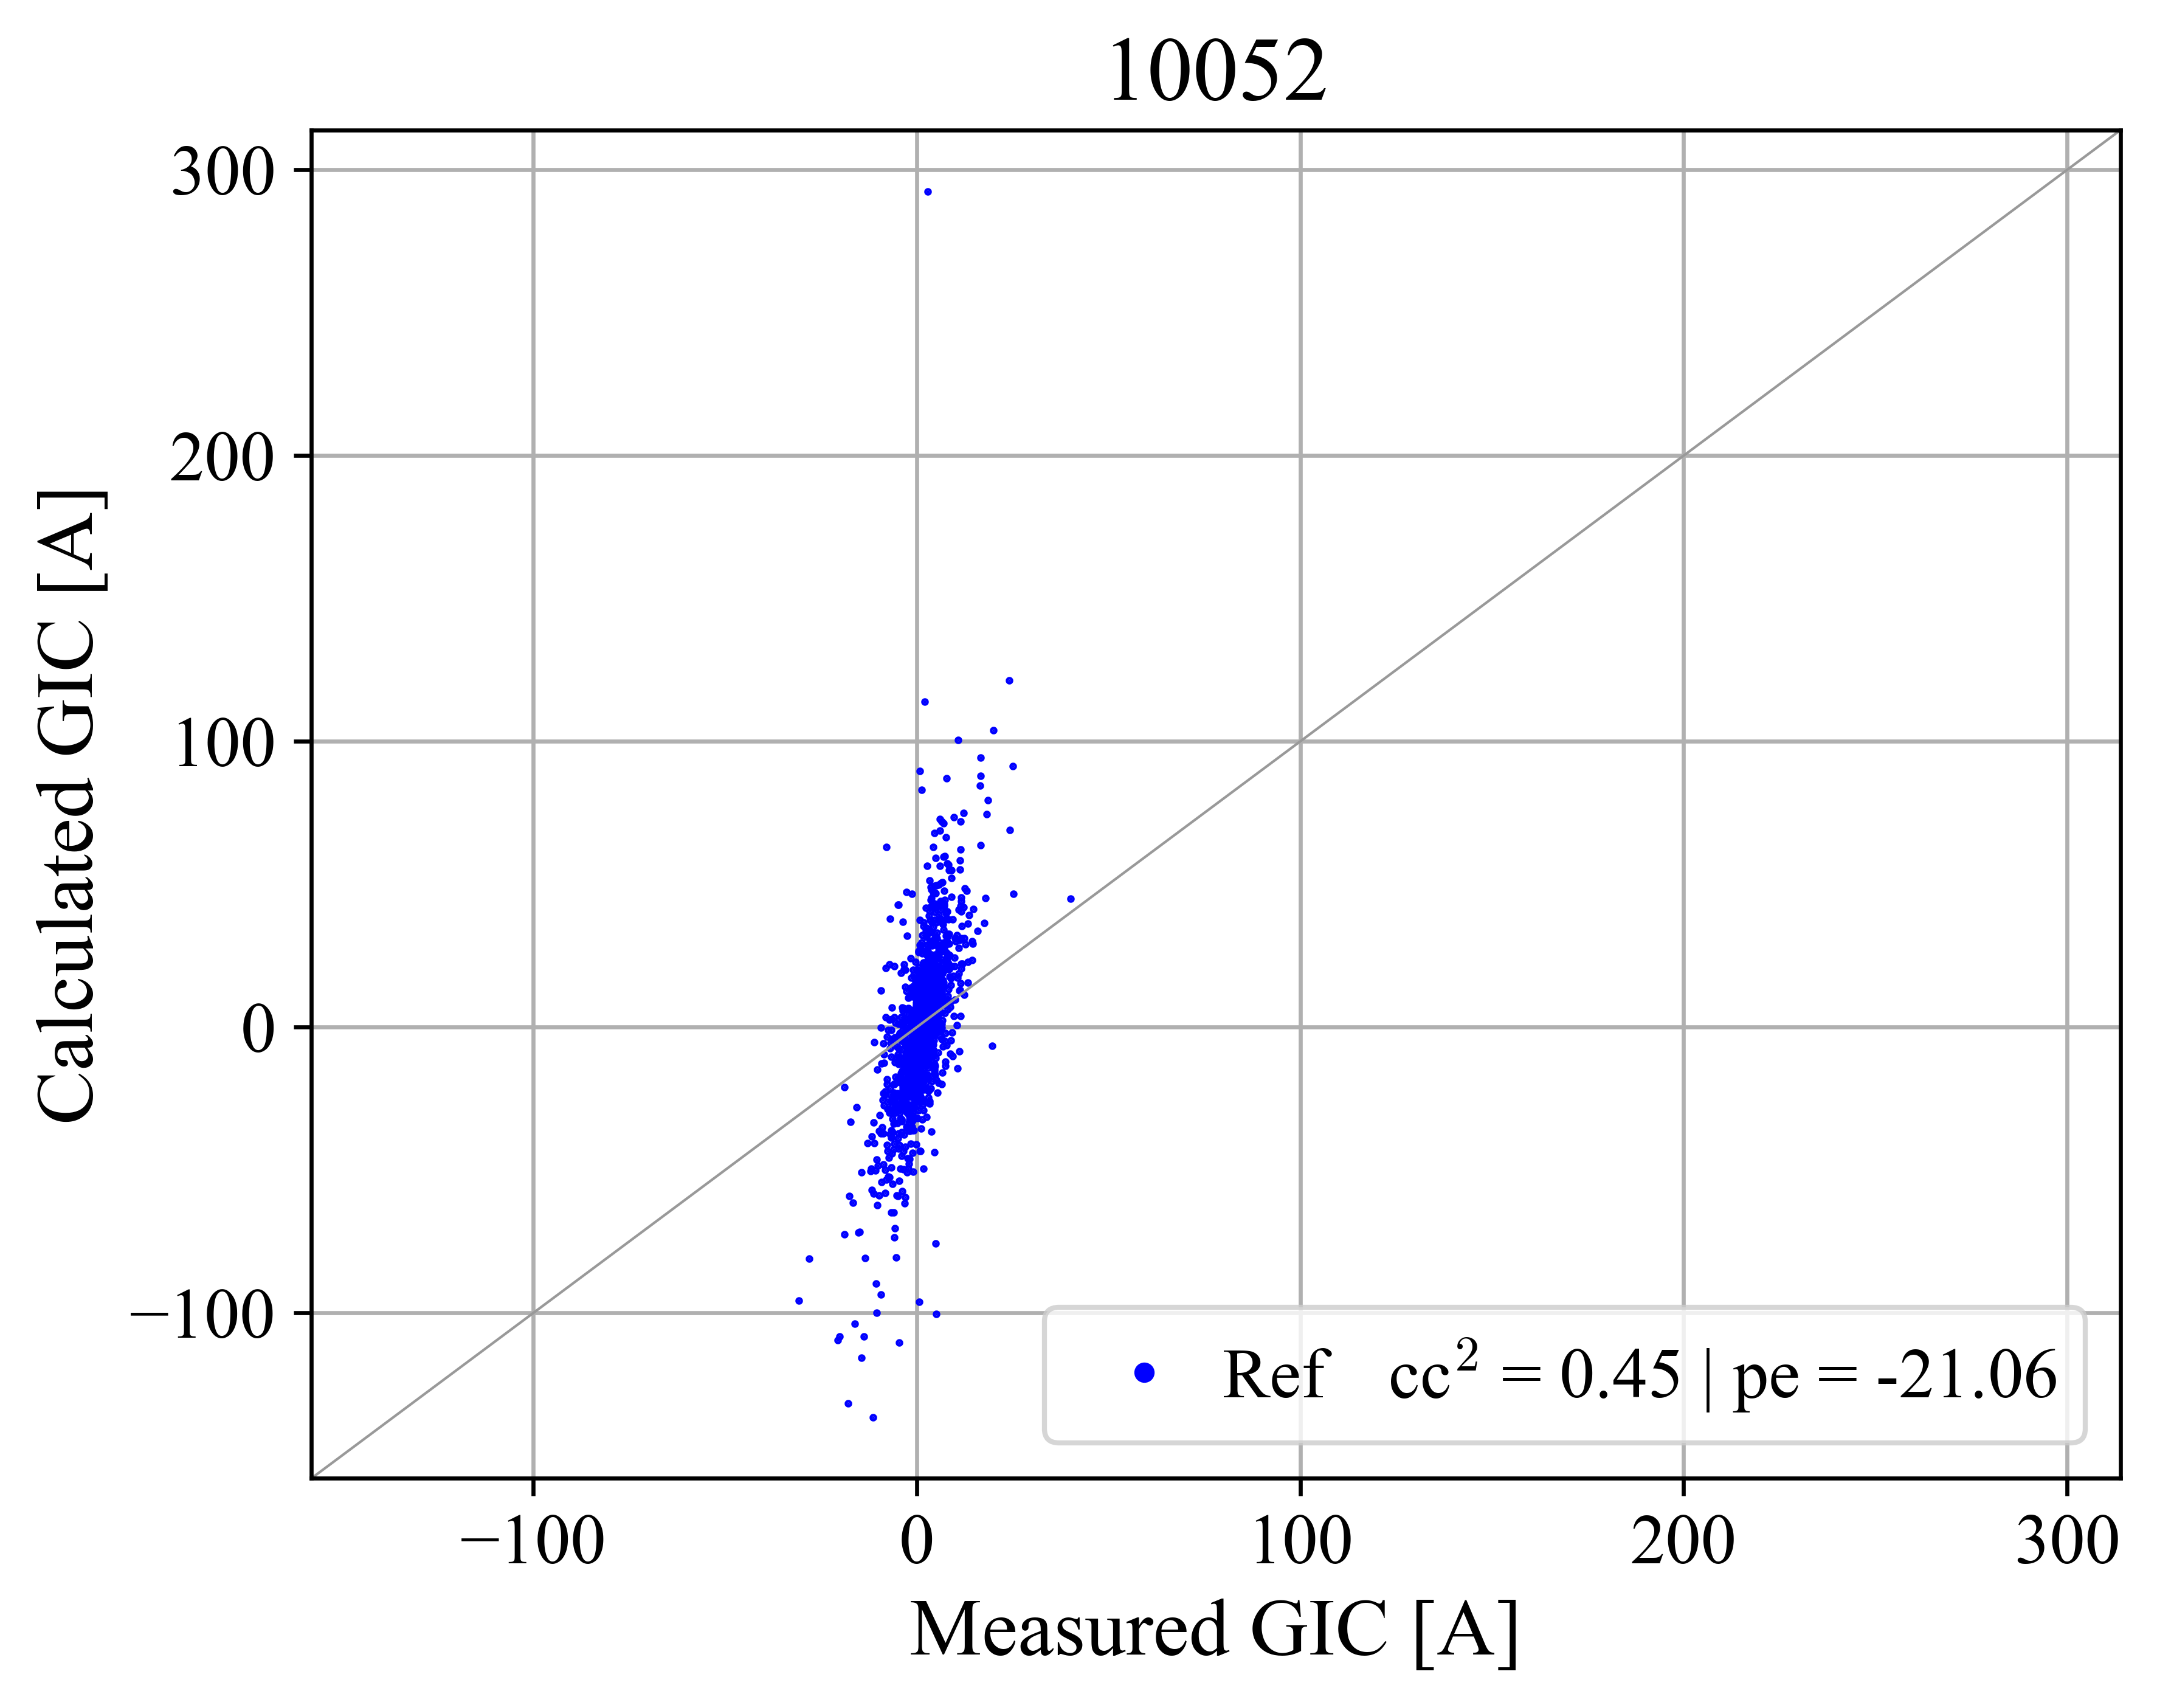 10052
300
200
100
0
−100
Calculated GIC [A]
Ref cc² = 0.45 | pe = -21.06
−100 0 100 200 300
Measured GIC [A]